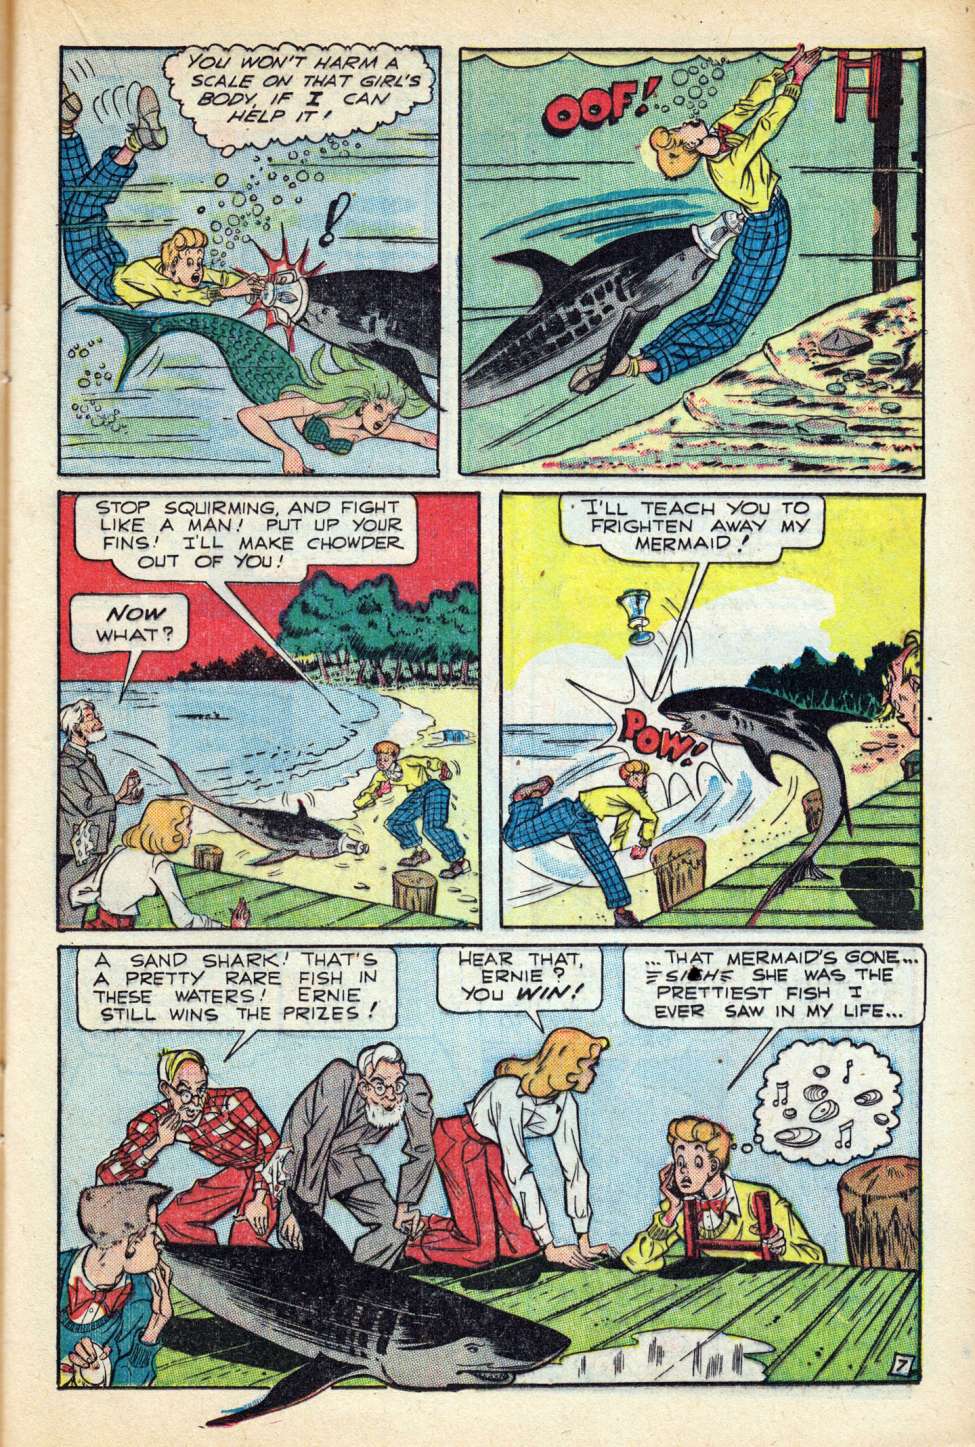 YOU WON'T HARM A
SCALE ON THAT GIRL'S
BODY, IF I CAN
HELP IT!
!
OOF!
STOP SQUIRMING, AND FIGHT
LIKE A MAN! PUT UP YOUR
FINS! I'LL MAKE CHOWDER
OUT OF YOU!
NOW
WHAT?
I'LL TEACH YOU TO
FRIGHTEN AWAY MY
MERMAID!
POW!
A SAND SHARK! THAT'S
A PRETTY RARE FISH IN
THESE WATERS! ERNIE
STILL WINS THE PRIZES!
HEAR THAT,
ERNIE?
YOU WIN!
...THAT MERMAID'S GONE...
SIGH SHE WAS THE
PRETTIEST FISH I
EVER SAW IN MY LIFE...
7